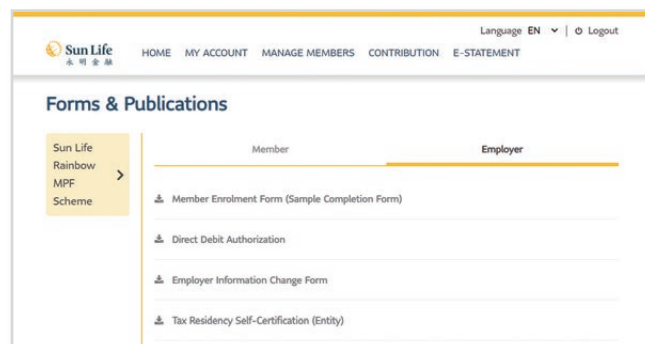 Language EN | Logout
Sun Life
永明金融
HOME MY ACCOUNT MANAGE MEMBERS CONTRIBUTION E-STATEMENT
Forms & Publications
Sun Life
Rainbow
MPF
Scheme
Member Employer
Member Enrolment Form (Sample Completion Form)
Direct Debit Authorization
Employer Information Change Form
Tax Residency Self-Certification (Entity)